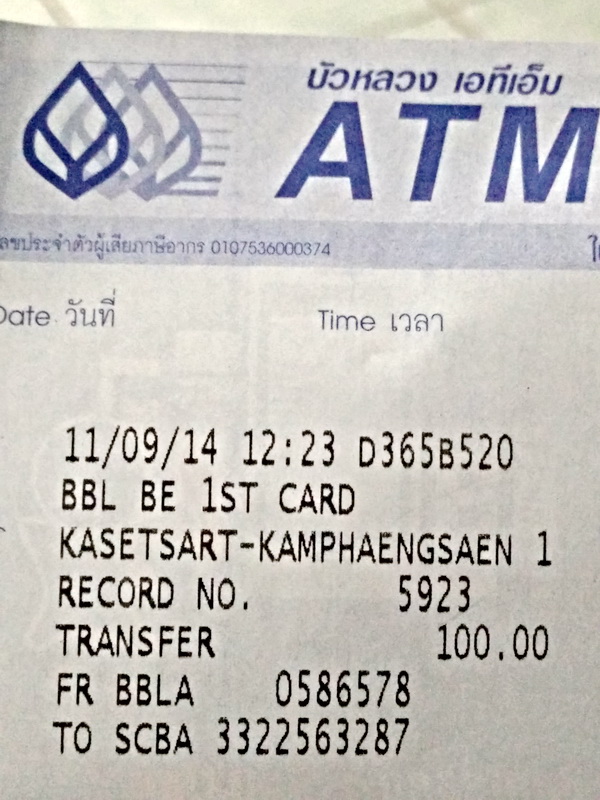 บัวหลวง เอทีเอ็ม
ATM
เลขประจำตัวผู้เสียภาษีอากร 0107536000374
Date วันที่ Time เวลา
11/09/14 12:23 D365B520
BBL BE 1ST CARD
KASETSART-KAMPHAENGSAEN 1
RECORD NO. 5923
TRANSFER 100.00
FR BBLA 0586578
TO SCBA 3322563287